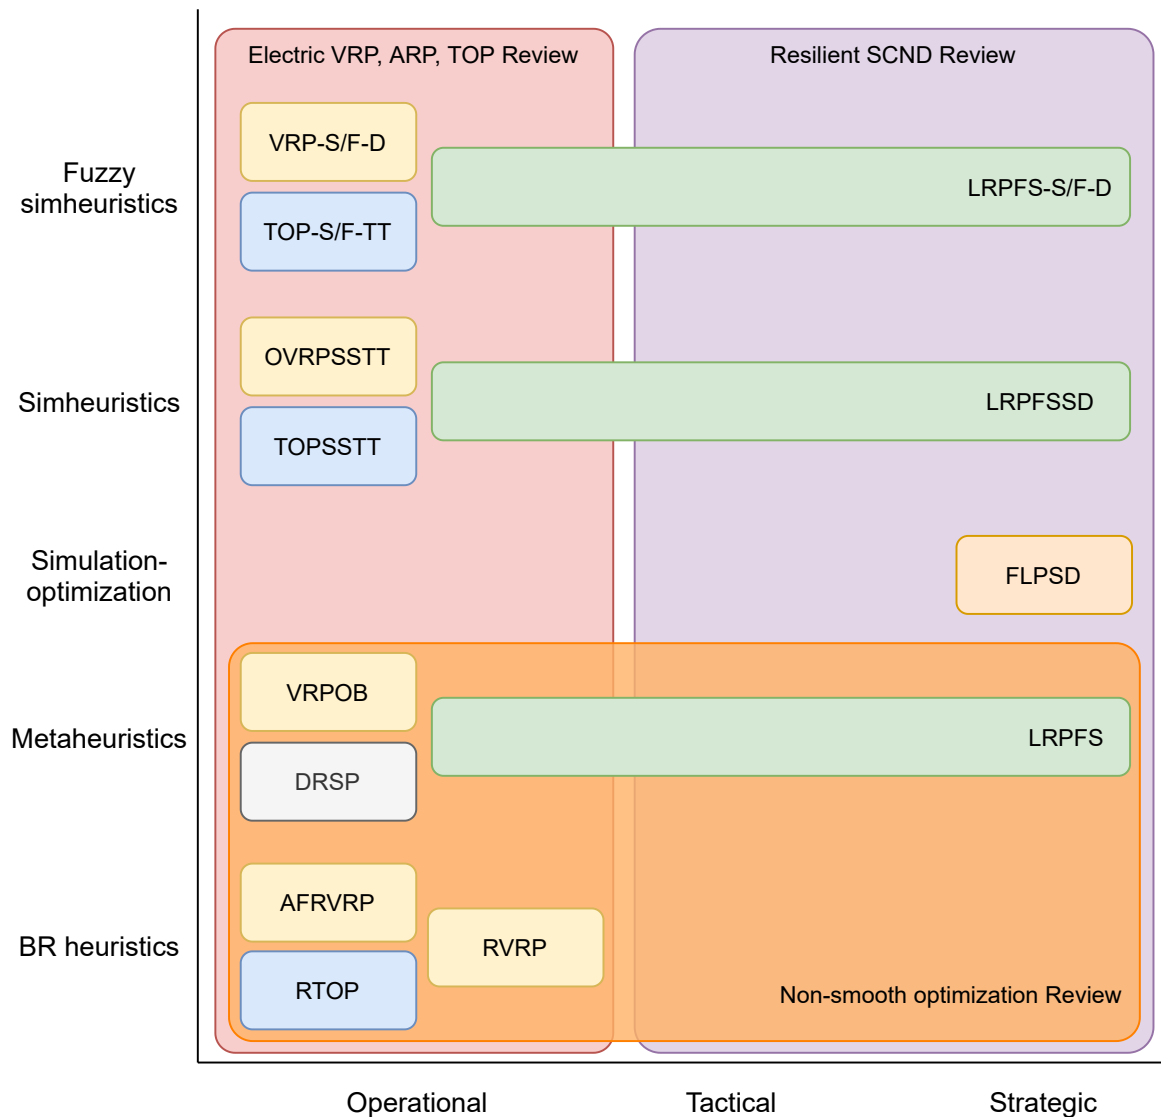 Electric VRP, ARP, TOP Review
Resilient SCND Review
Fuzzy
simheuristics
VRP-S/F-D
TOP-S/F-TT
LRPFS-S/F-D
Simheuristics
OVRPSSTT
TOPSSTT
LRPFSSD
Simulation-
optimization
FLPSD
Metaheuristics
VRPOB
DRSP
LRPFS
BR heuristics
AFRVRP
RTOP
RVRP
Non-smooth optimization Review
Operational
Tactical
Strategic